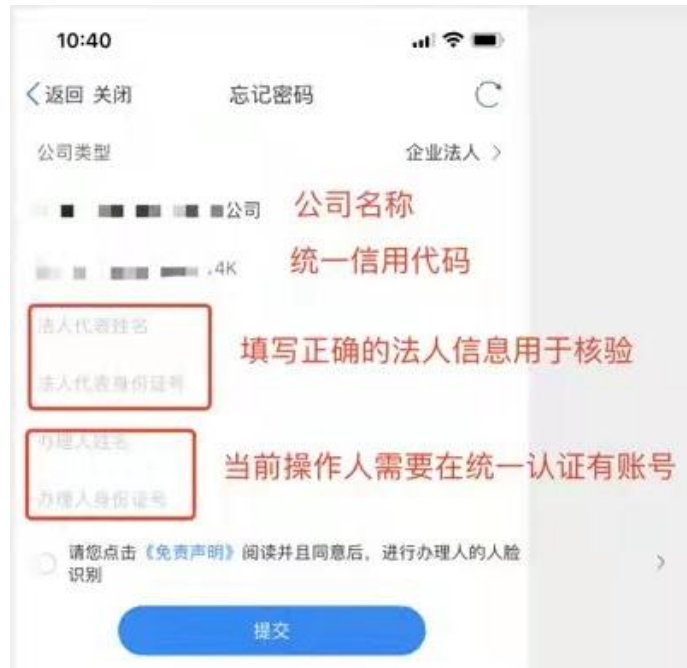 10:40
返回 关闭 忘记密码
公司类型 企业法人
公司 公司名称
.4K 统一信用代码
法人代表姓名
填写正确的法人信息用于核验
法人代表身份证号
办理人姓名
当前操作人需要在统一认证有账号
办理人身份证号
请您点击《免责声明》阅读并且同意后，进行办理人的人脸
识别
提交